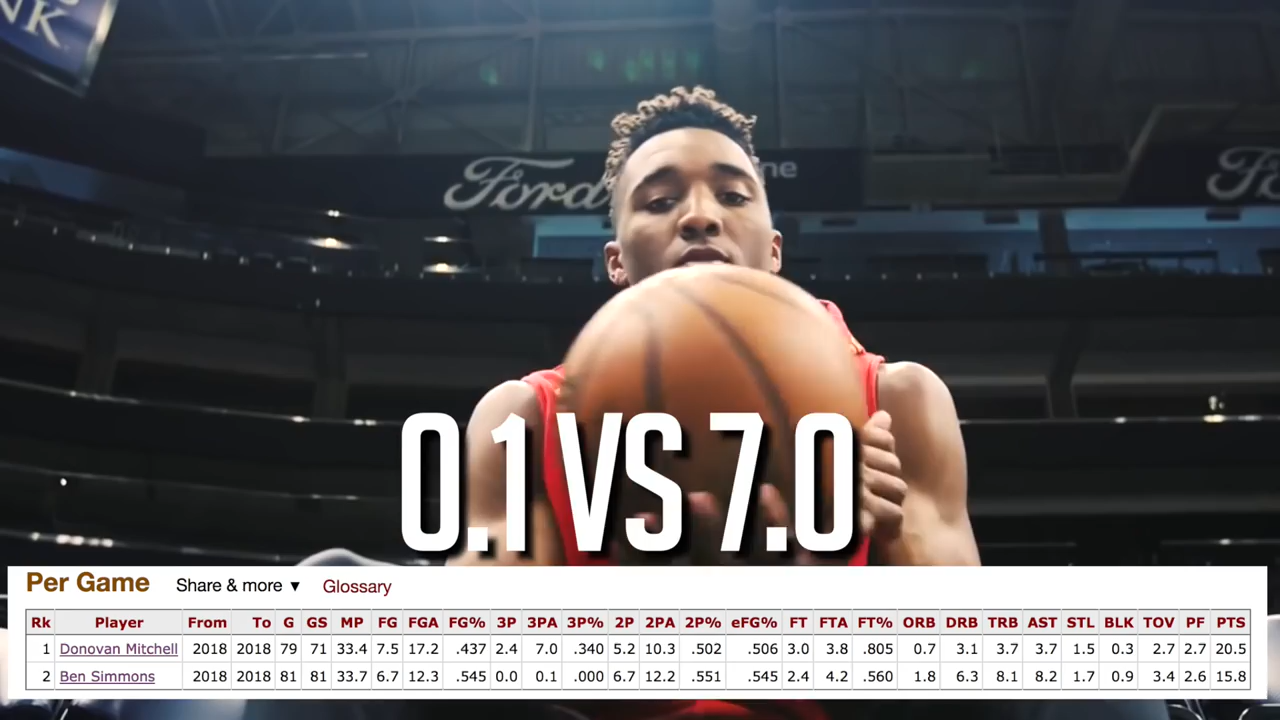 NK
Ford
ne
Fo
0.1 VS 7.0
Per Game Share & more ▼ Glossary
Rk Player From To G GS MP FG FGA FG% 3P 3PA 3P% 2P 2PA 2P% eFG% FT FTA FT% ORB DRB TRB AST STL BLK TOV PF PTS
1 Donovan Mitchell 2018 2018 79 71 33.4 7.5 17.2 .437 2.4 7.0 .340 5.2 10.3 .502 .506 3.0 3.8 .805 0.7 3.1 3.7 3.7 1.5 0.3 2.7 2.7 20.5
2 Ben Simmons 2018 2018 81 81 33.7 6.7 12.3 .545 0.0 0.1 .000 6.7 12.2 .551 .545 2.4 4.2 .560 1.8 6.3 8.1 8.2 1.7 0.9 3.4 2.6 15.8